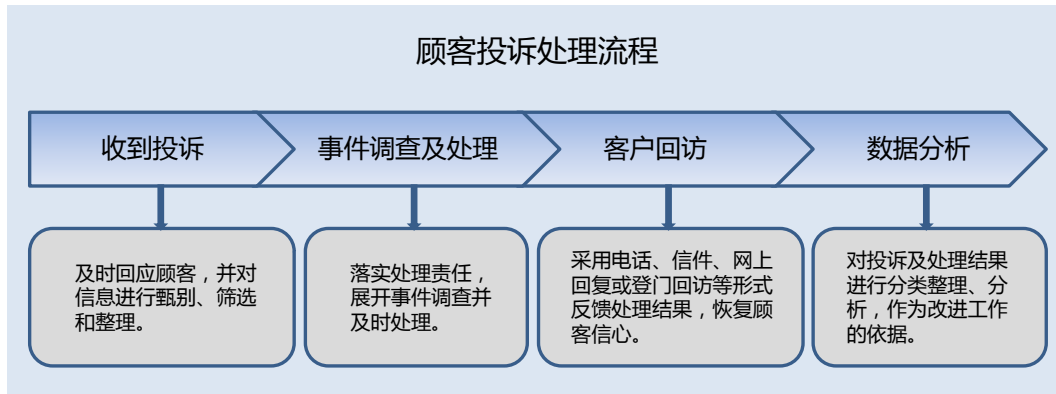 顾客投诉处理流程
收到投诉
事件调查及处理
客户回访
数据分析
及时回应顾客，并对
信息进行甄别、筛选
和整理。
落实处理责任，
展开事件调查并
及时处理。
采用电话、信件、网上
回复或登门回访等形式
反馈处理结果，恢复顾
客信心。
对投诉及处理结果
进行分类整理、分
析，作为改进工作
的依据。